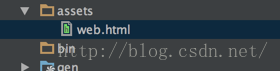 assets
web.html
bin
http://blog.csdn.net/
gen